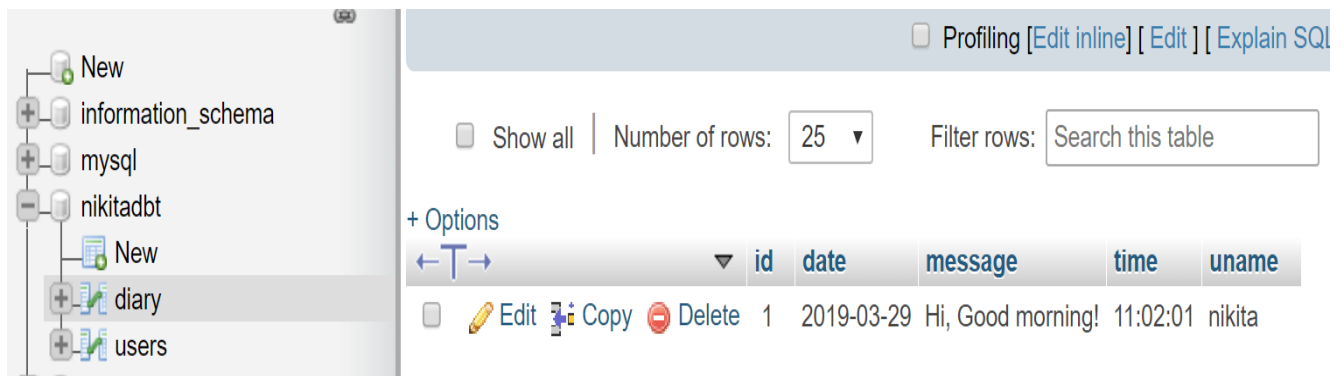 New
information_schema
mysql
nikitadbt
New
diary
users
Profiling [Edit inline] [ Edit ] [ Explain SQL
Show all | Number of rows: 25 Filter rows: Search this table
+ Options
id date message time uname
Edit Copy Delete 1 2019-03-29 Hi, Good morning! 11:02:01 nikita